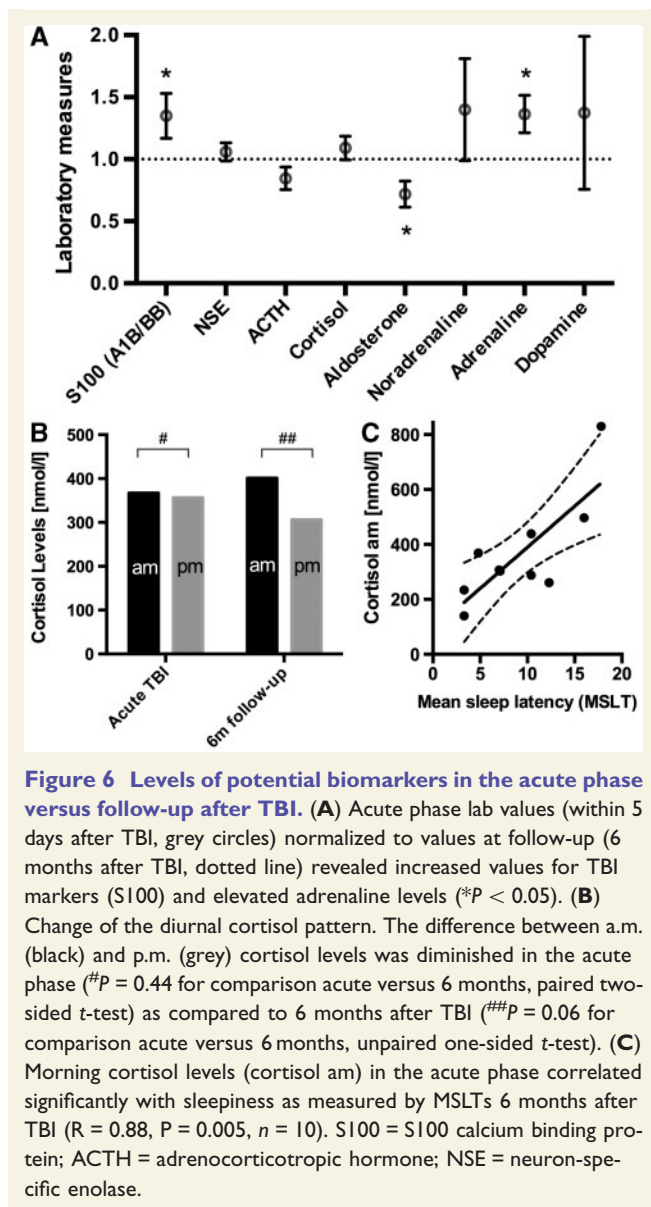 A
2.0
1.5
1.0
0.5
0.0
Laboratory measures
*
*
*
S100 (A1B/BB)
NSE
ACTH
Cortisol
Aldosterone
Noradrenaline
Adrenaline
Dopamine
B
500
400
300
200
100
0
Cortisol Levels [nmol/l]
#
##
am
pm
am
pm
Acute TBI
6m follow-up
C
800
600
400
200
0
Cortisol am [nmol/l]
0
5
10
15
20
Mean sleep latency (MSLT)
Figure 6 Levels of potential biomarkers in the acute phase
versus follow-up after TBI. (A) Acute phase lab values (within 5
days after TBI, grey circles) normalized to values at follow-up (6
months after TBI, dotted line) revealed increased values for TBI
markers (S100) and elevated adrenaline levels (*P < 0.05). (B)
Change of the diurnal cortisol pattern. The difference between a.m.
(black) and p.m. (grey) cortisol levels was diminished in the acute
phase (#P = 0.44 for comparison acute versus 6 months, paired two-
sided t-test) as compared to 6 months after TBI (##P = 0.06 for
comparison acute versus 6 months, unpaired one-sided t-test). (C)
Morning cortisol levels (cortisol am) in the acute phase correlated
significantly with sleepiness as measured by MSLTs 6 months after
TBI (R = 0.88, P = 0.005, n = 10). S100 = S100 calcium binding pro-
tein; ACTH = adrenocorticotropic hormone; NSE = neuron-spe-
cific enolase.